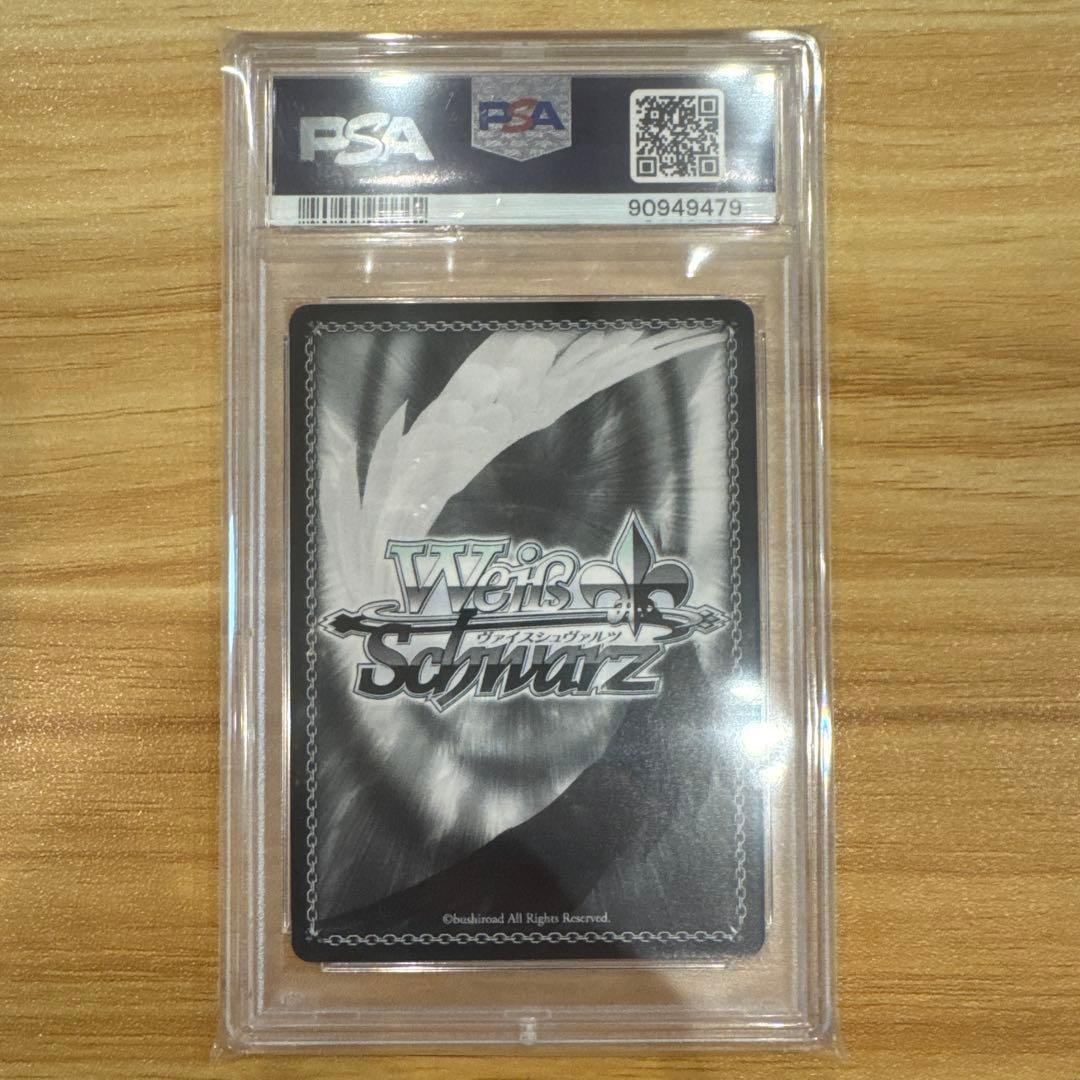 PSA
PSA
90949479
Weiß
ヴァイスシュヴァルツ
Schwarz
©bushiroad All Rights Reserved.